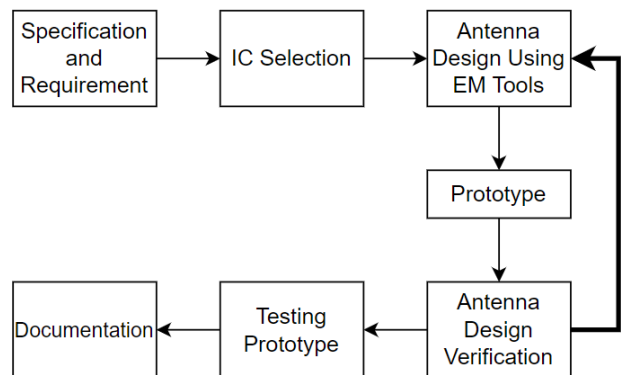 Specification
and
Requirement
IC Selection
Antenna
Design Using
EM Tools
Prototype
Antenna
Design
Verification
Testing
Prototype
Documentation